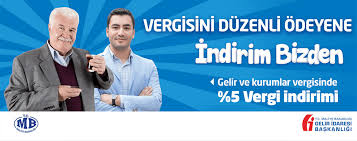 VERGİSİNİ DÜZENLİ ÖDEYENE
İndirim Bizden
Gelir ve kurumlar vergisinde
%5 Vergi indirimi
MB
GELİR İDARESİ
BAŞKANLIĞI